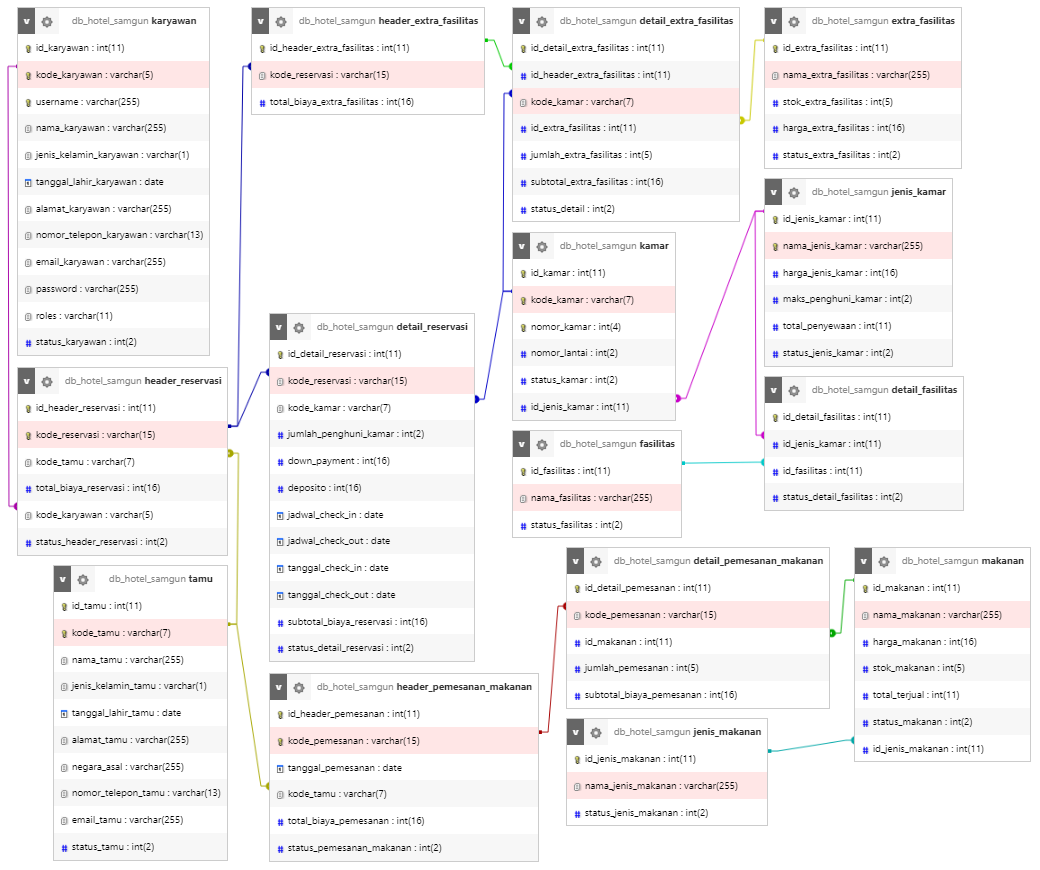 v db_hotel_samgun karyawan
id_karyawan : int(11)
kode_karyawan : varchar(5)
username : varchar(255)
nama_karyawan : varchar(255)
jenis_kelamin_karyawan : varchar(1)
tanggal_lahir_karyawan : date
alamat_karyawan : varchar(255)
nomor_telepon_karyawan : varchar(13)
email_karyawan : varchar(255)
password : varchar(255)
roles : varchar(11)
# status_karyawan : int(2)
v db_hotel_samgun header_extra_fasilitas
id_header_extra_fasilitas : int(11)
kode_reservasi : varchar(15)
# total_biaya_extra_fasilitas : int(16)
v db_hotel_samgun detail_extra_fasilitas
id_detail_extra_fasilitas : int(11)
# id_header_extra_fasilitas : int(11)
kode_kamar : varchar(7)
# id_extra_fasilitas : int(11)
# jumlah_extra_fasilitas : int(5)
# subtotal_extra_fasilitas : int(16)
# status_detail : int(2)
v db_hotel_samgun extra_fasilitas
id_extra_fasilitas : int(11)
nama_extra_fasilitas : varchar(255)
# stok_extra_fasilitas : int(5)
# harga_extra_fasilitas : int(16)
# status_extra_fasilitas : int(2)
v db_hotel_samgun jenis_kamar
id_jenis_kamar : int(11)
nama_jenis_kamar : varchar(255)
# harga_jenis_kamar : int(16)
# maks_penghuni_kamar : int(2)
# total_penyewaan : int(11)
# status_jenis_kamar : int(2)
v db_hotel_samgun kamar
id_kamar : int(11)
kode_kamar : varchar(7)
nomor_kamar : int(4)
# nomor_lantai : int(2)
# status_kamar : int(2)
# id_jenis_kamar : int(11)
v db_hotel_samgun detail_reservasi
id_detail_reservasi : int(11)
kode_reservasi : varchar(15)
kode_kamar : varchar(7)
# jumlah_penghuni_kamar : int(2)
# down_payment : int(16)
# deposito : int(16)
jadwal_check_in : date
jadwal_check_out : date
tanggal_check_in : date
tanggal_check_out : date
# subtotal_biaya_reservasi : int(16)
# status_detail_reservasi : int(2)
v db_hotel_samgun header_reservasi
id_header_reservasi : int(11)
kode_reservasi : varchar(15)
kode_tamu : varchar(7)
# total_biaya_reservasi : int(16)
kode_karyawan : varchar(5)
# status_header_reservasi : int(2)
v db_hotel_samgun detail_fasilitas
id_detail_fasilitas : int(11)
# id_jenis_kamar : int(11)
# id_fasilitas : int(11)
# status_detail_fasilitas : int(2)
v db_hotel_samgun fasilitas
id_fasilitas : int(11)
nama_fasilitas : varchar(255)
# status_fasilitas : int(2)
v db_hotel_samgun tamu
id_tamu : int(11)
kode_tamu : varchar(7)
nama_tamu : varchar(255)
jenis_kelamin_tamu : varchar(1)
tanggal_lahir_tamu : date
alamat_tamu : varchar(255)
negara_asal : varchar(255)
nomor_telepon_tamu : varchar(13)
email_tamu : varchar(255)
# status_tamu : int(2)
v db_hotel_samgun header_pemesanan_makanan
id_header_pemesanan : int(11)
kode_pemesanan : varchar(15)
tanggal_pemesanan : date
kode_tamu : varchar(7)
# total_biaya_pemesanan : int(16)
# status_pemesanan_makanan : int(2)
v db_hotel_samgun detail_pemesanan_makanan
id_detail_pemesanan : int(11)
kode_pemesanan : varchar(15)
# id_makanan : int(11)
# jumlah_pemesanan : int(5)
# subtotal_biaya_pemesanan : int(16)
v db_hotel_samgun makanan
id_makanan : int(11)
nama_makanan : varchar(255)
# harga_makanan : int(16)
# stok_makanan : int(5)
# total_terjual : int(11)
# status_makanan : int(2)
# id_jenis_makanan : int(11)
v db_hotel_samgun jenis_makanan
id_jenis_makanan : int(11)
nama_jenis_makanan : varchar(255)
# status_jenis_makanan : int(2)